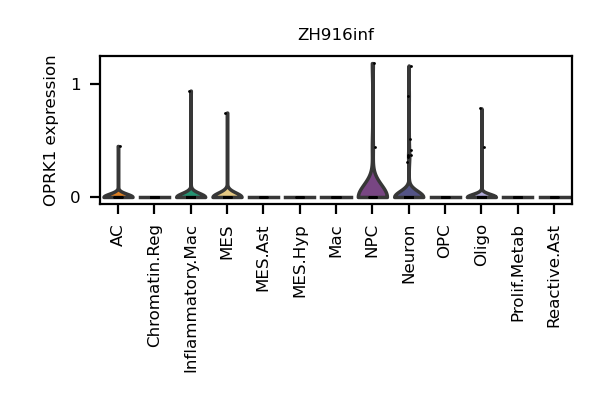 ZH916inf
OPRK1 expression
1
0
AC
Chromatin.Reg
Inflammatory.Mac
MES
MES.Ast
MES.Hyp
Mac
NPC
Neuron
OPC
Oligo
Prolif.Metab
Reactive.Ast